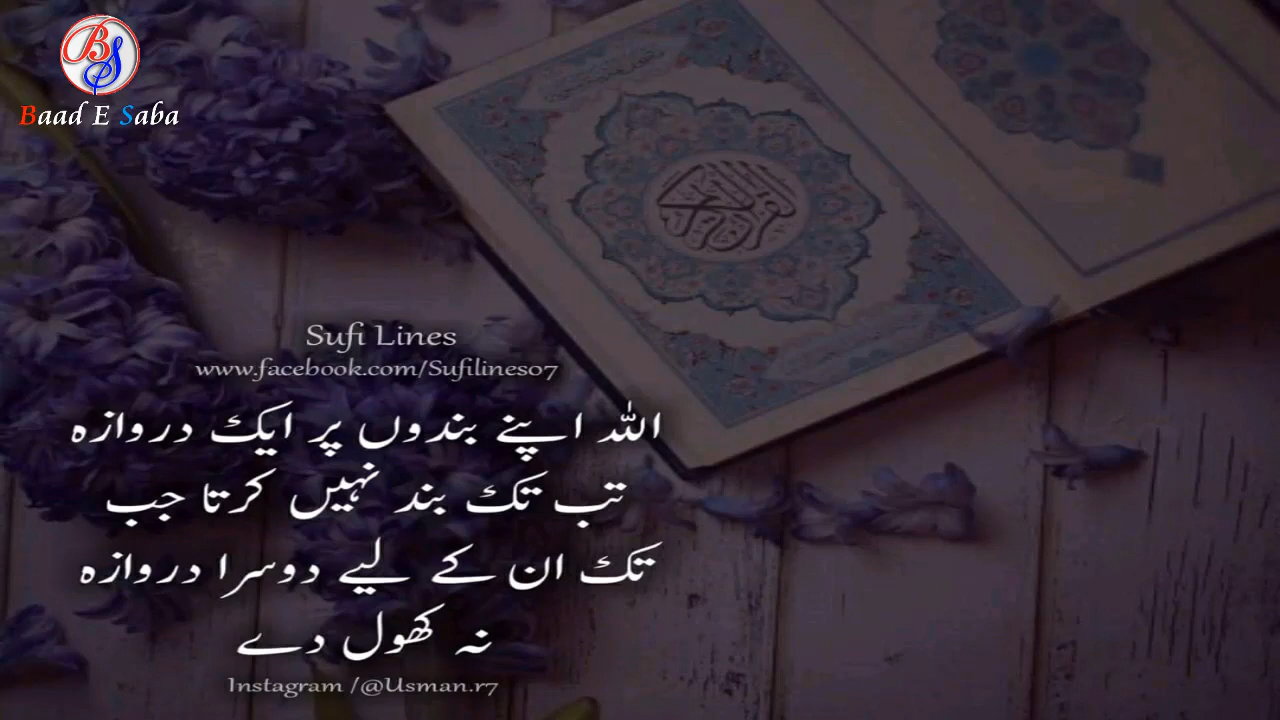 BS
Baad E Saba
Sufi Lines
www.facebook.com/Sufilines07
اللہ اپنے بندوں پر ایک دروازہ
تب تک بند نہیں کرتا جب
تک ان کے لیے دوسرا دروازہ
نہ کھول دے
Instagram /@Usman.r7